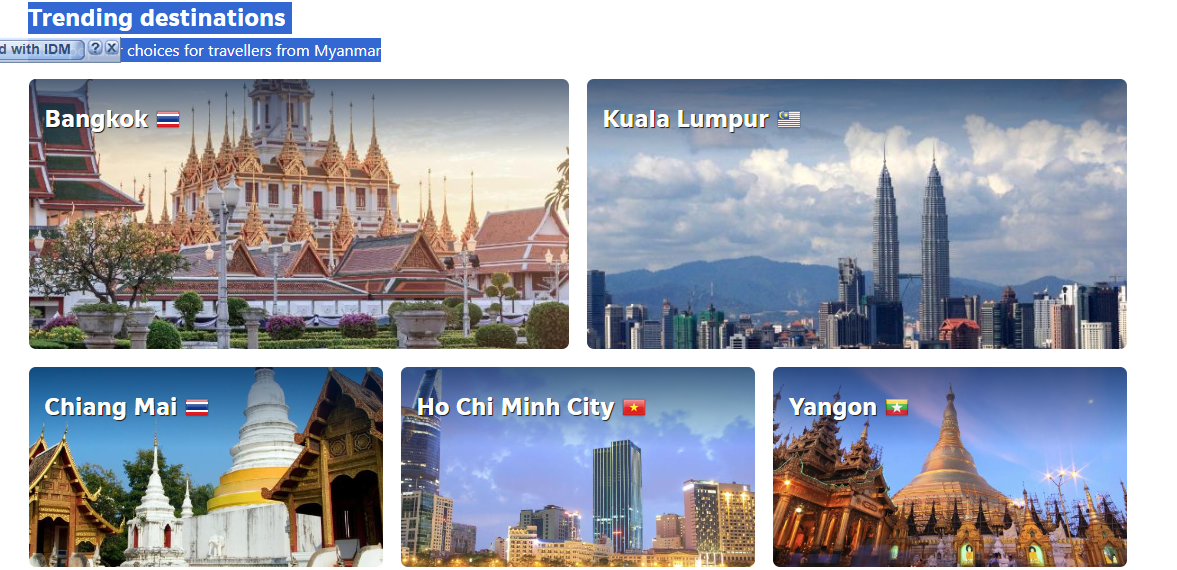 Trending destinations
d with IDM ? X choices for travellers from Myanmar
Bangkok
Kuala Lumpur
Chiang Mai
Ho Chi Minh City
Yangon